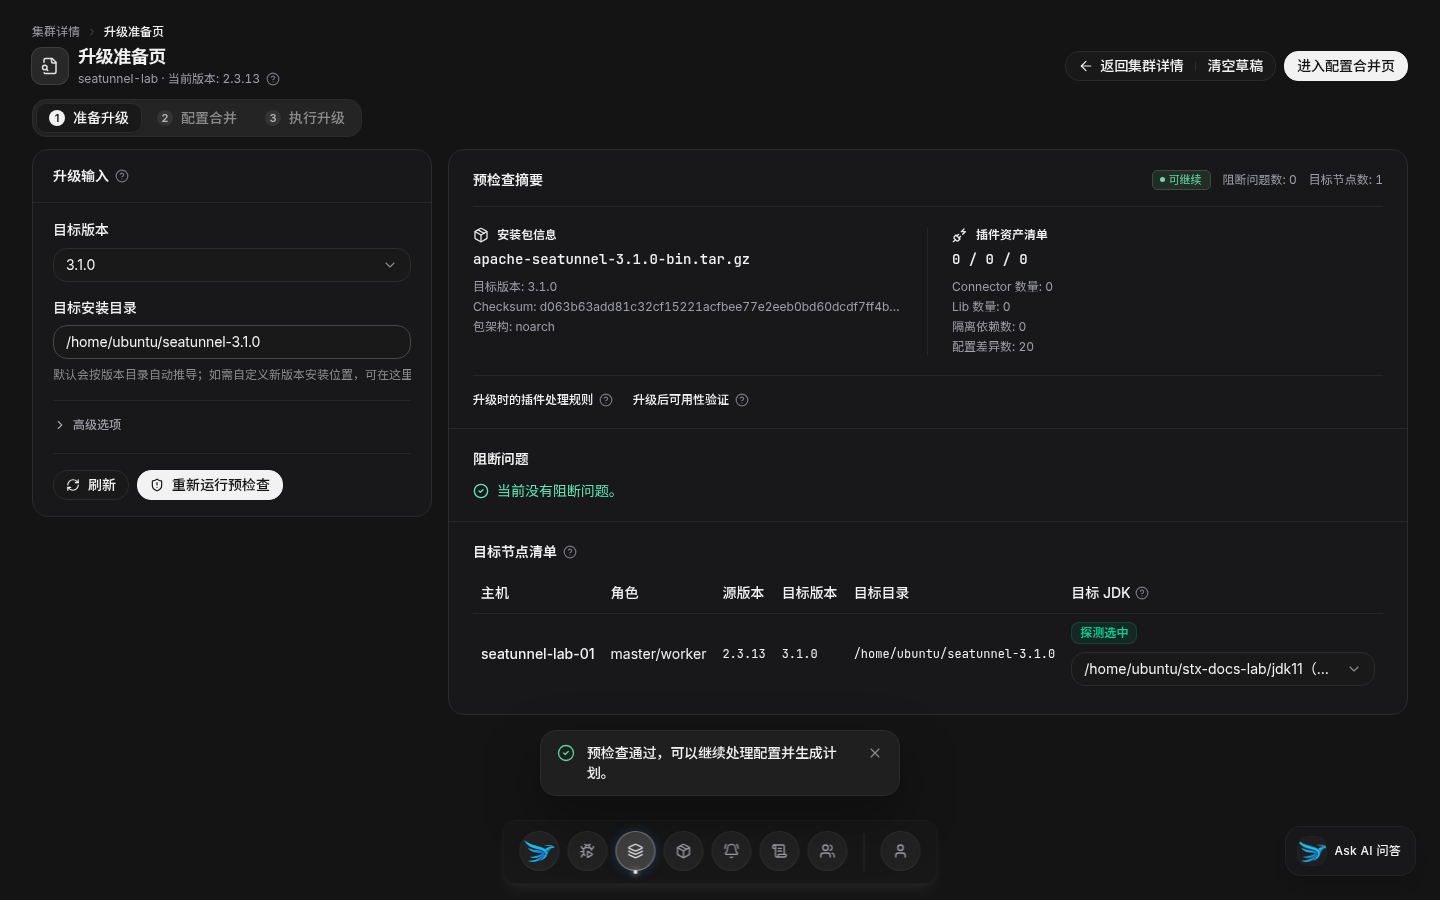 集群详情 > 升级准备页
升级准备页
seatunnel-lab · 当前版本: 2.3.13
返回集群详情
清空草稿
进入配置合并页
1 准备升级
2 配置合并
3 执行升级
升级输入
目标版本
3.1.0
目标安装目录
/home/ubuntu/seatunnel-3.1.0
默认会按版本目录自动推导；如需自定义新版本安装位置，可在这里
高级选项
刷新
重新运行预检查
预检查摘要
可继续
阻断问题数: 0
目标节点数: 1
安装包信息
apache-seatunnel-3.1.0-bin.tar.gz
目标版本: 3.1.0
Checksum: d063b63add81c32cf15221acfbee77e2eeb0bd60dcdf7ff4b...
包架构: noarch
插件资产清单
0 / 0 / 0
Connector 数量: 0
Lib 数量: 0
隔离依赖数: 0
配置差异数: 20
升级时的插件处理规则
升级后可用性验证
阻断问题
当前没有阻断问题。
目标节点清单
主机 角色 源版本 目标版本 目标目录 目标 JDK
探测选中
seatunnel-lab-01 master/worker 2.3.13 3.1.0 /home/ubuntu/seatunnel-3.1.0
/home/ubuntu/stx-docs-lab/jdk11（...
预检查通过，可以继续处理配置并生成计
划。
Ask AI 问答